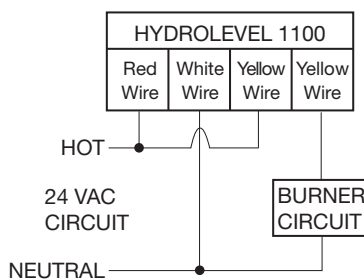 HYDROLEVEL 1100
Red Wire
White Wire
Yellow Wire
Yellow Wire
HOT
24 VAC
CIRCUIT
BURNER
CIRCUIT
NEUTRAL